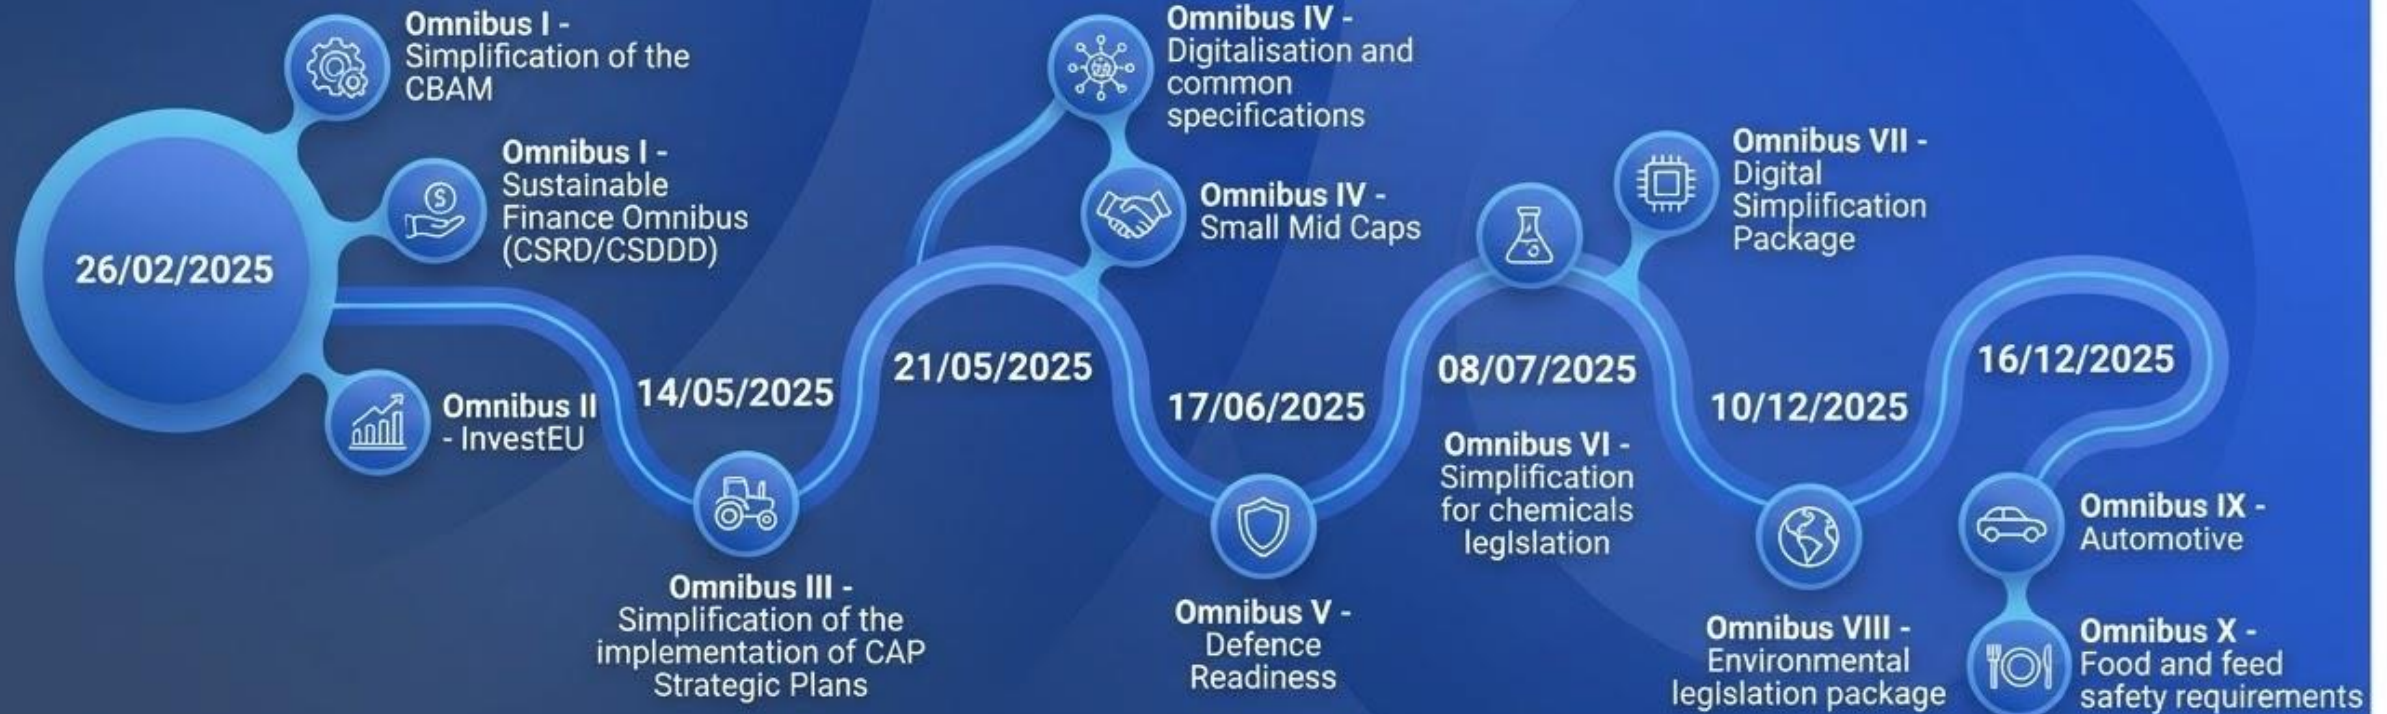 26/02/2025
Omnibus I -
Simplification of the
CBAM
Omnibus I -
Sustainable
Finance Omnibus
(CSRD/CSDDD)
Omnibus II
- InvestEU
14/05/2025
Omnibus III -
Simplification of the
implementation of CAP
Strategic Plans
21/05/2025
Omnibus IV -
Digitalisation and
common
specifications
Omnibus IV -
Small Mid Caps
17/06/2025
Omnibus V -
Defence
Readiness
08/07/2025
Omnibus VI -
Simplification
for chemicals
legIslation
Omnibus VII -
Digital
Simplification
Package
10/12/2025
Omnibus VIII -
Environmental
legislation package
16/12/2025
Omnibus IX -
Automotive
Omnibus X -
Food and feed
safety requirements